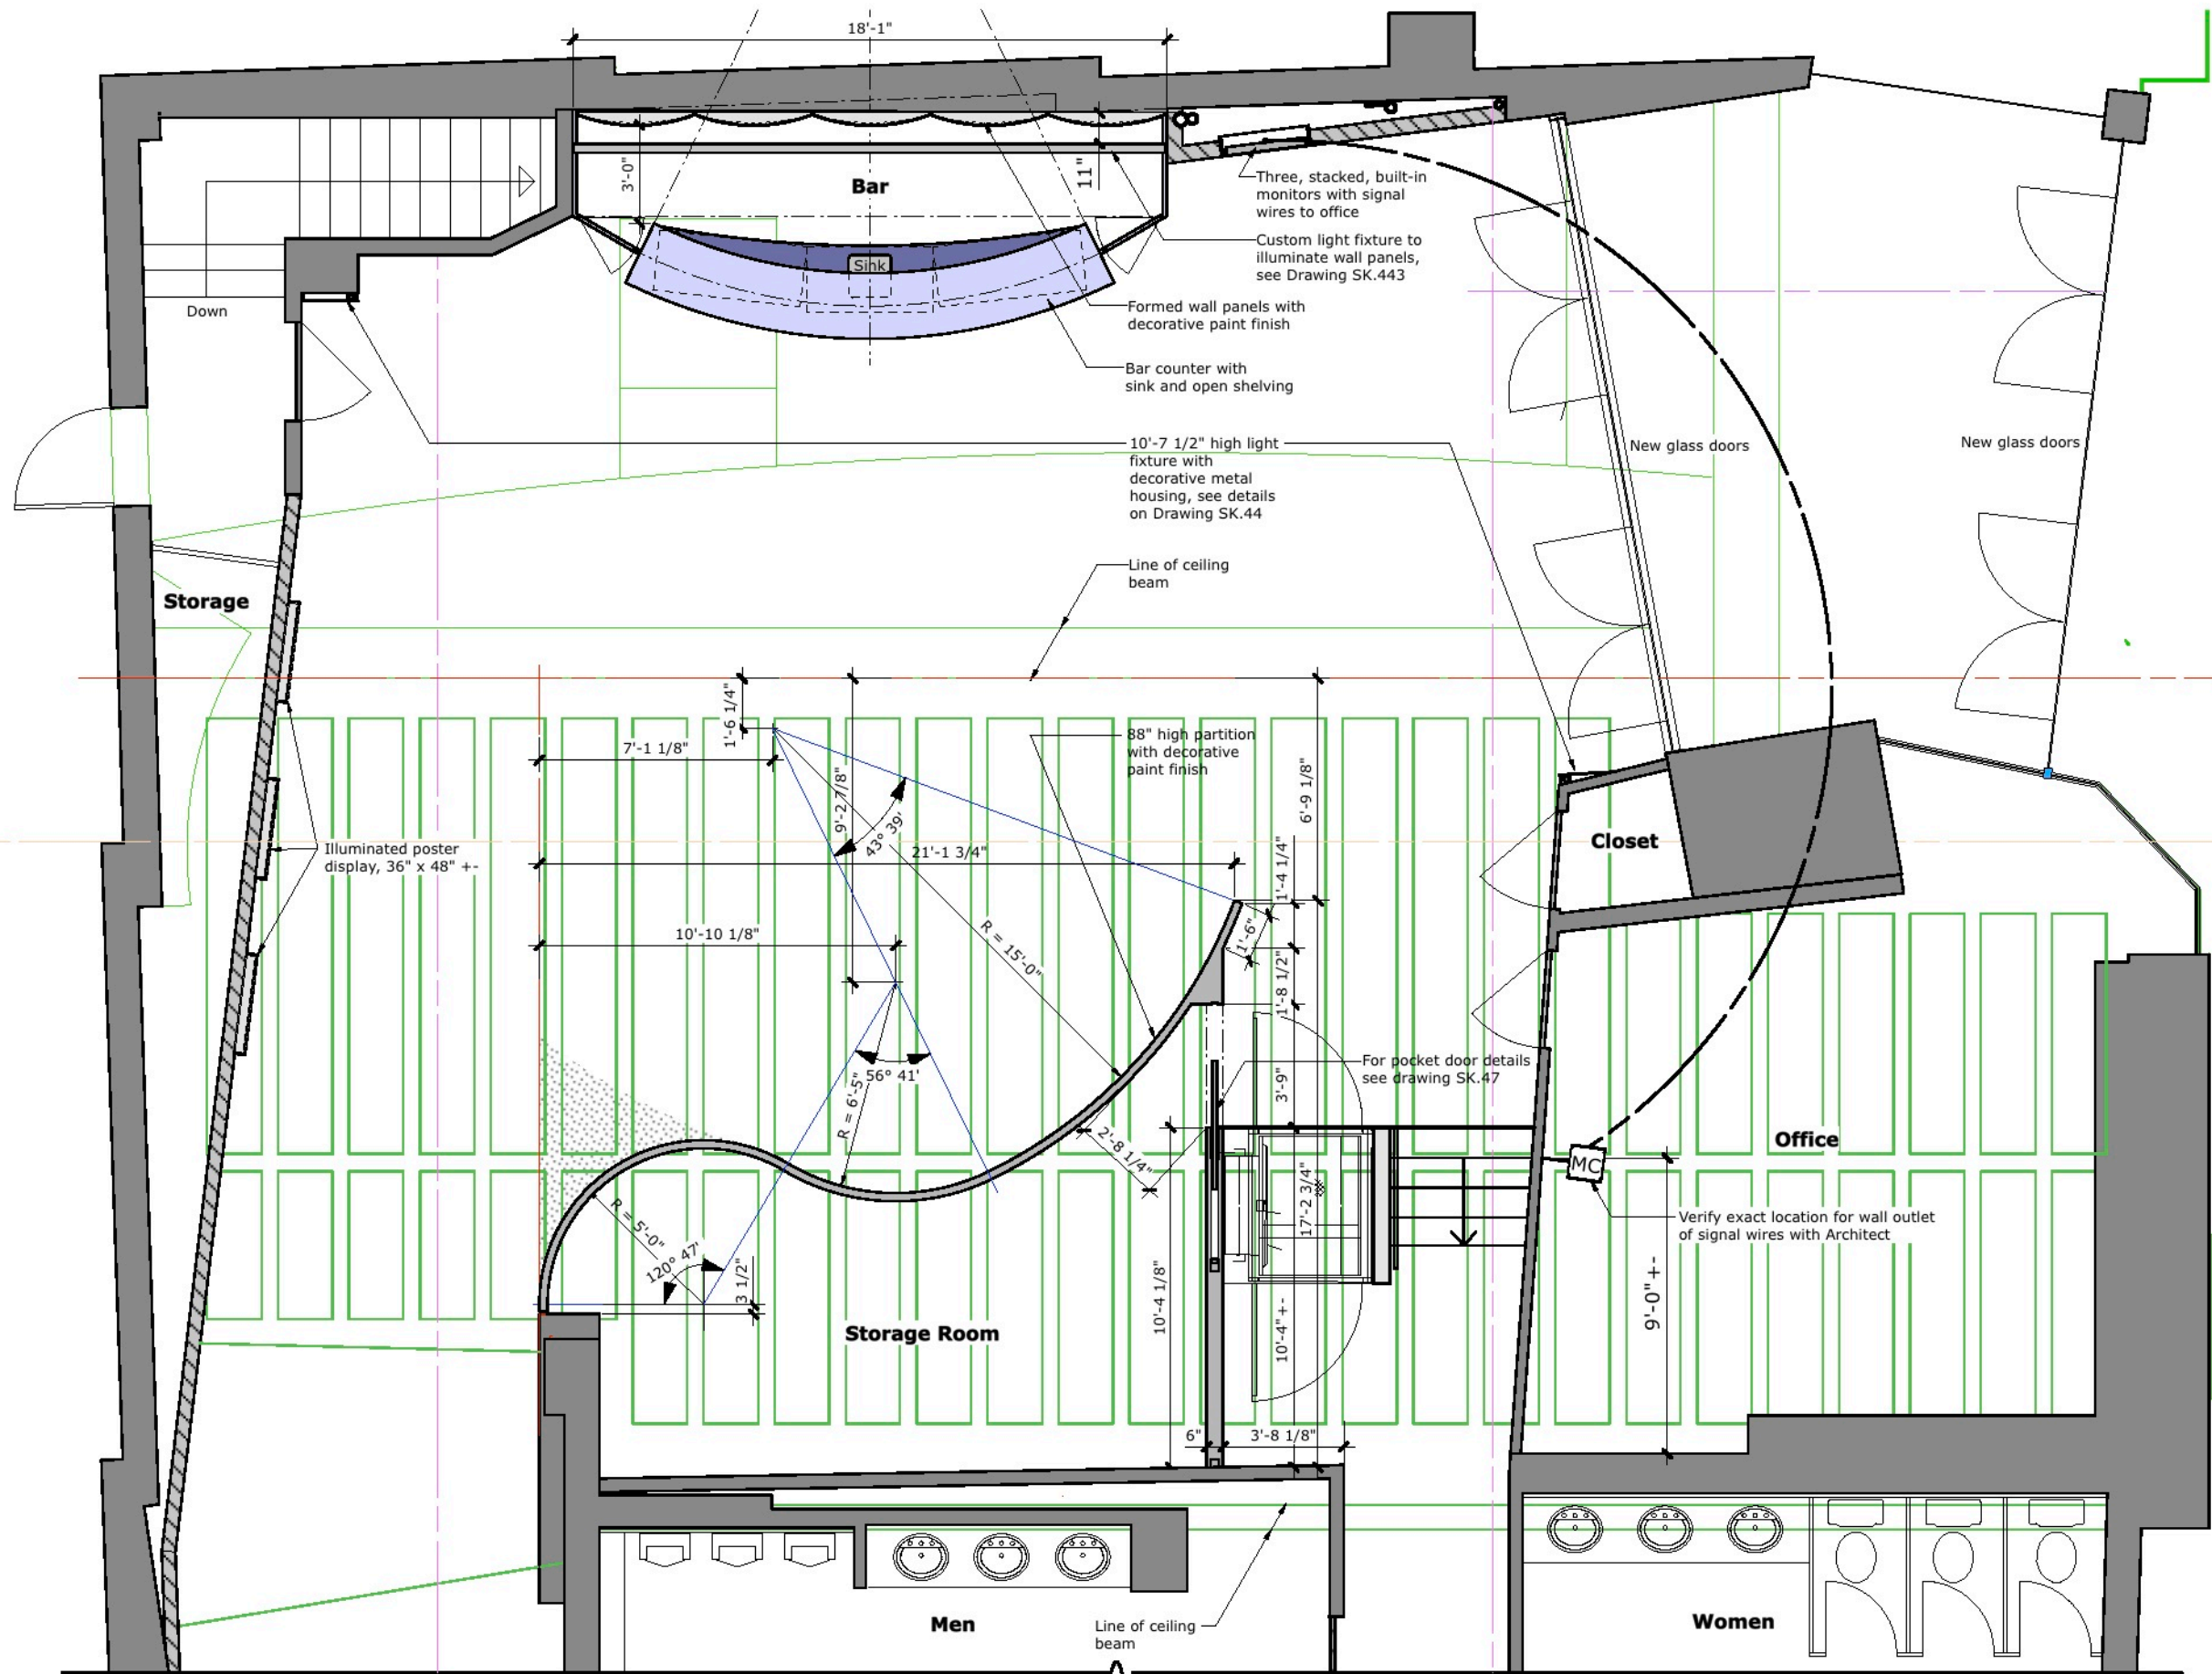 18'-1"
3'-0"
Bar
11"
Three, stacked, built-in
monitors with signal
wires to office
Custom light fixture to
illuminate wall panels,
see Drawing SK.443
Sink
Down
Formed wall panels with
decorative paint finish
Bar counter with
sink and open shelving
10'-7 1/2" high light
fixture with
decorative metal
housing, see details
on Drawing SK.44
New glass doors
New glass doors
Line of ceiling
beam
Storage
1'-6 1/4"
7'-1 1/8"
9'-2 7/8"
88" high partition
with decorative
paint finish
6'-9 1/8"
43° 39'
21'-1 3/4"
1'-4 1/4"
Closet
Illuminated poster
display, 36" x 48" +-
10'-10 1/8"
R = 15'-0"
1'-6"
1'-8 1/2"
56° 41'
R = 6'-5"
For pocket door details
see drawing SK.47
3'-9"
2'-8 1/4"
Office
MC
17'-2 3/4"
R = 5'-0"
120° 47'
3 1/2"
Verify exact location for wall outlet
of signal wires with Architect
10'-4 1/8"
10'-4" +-
9'-0" +-
Storage Room
6"
3'-8 1/8"
Men
Line of ceiling
beam
Women